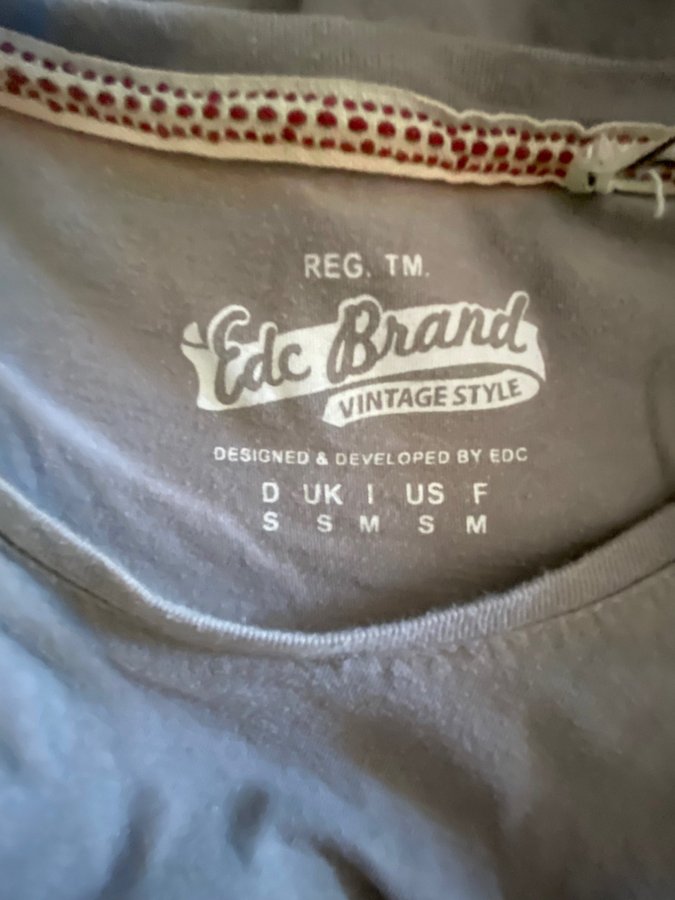 REG. TM.
Edc Brand
VINTAGE STYLE
DESIGNED & DEVELOPED BY EDC
D UK I US F
S S M S M